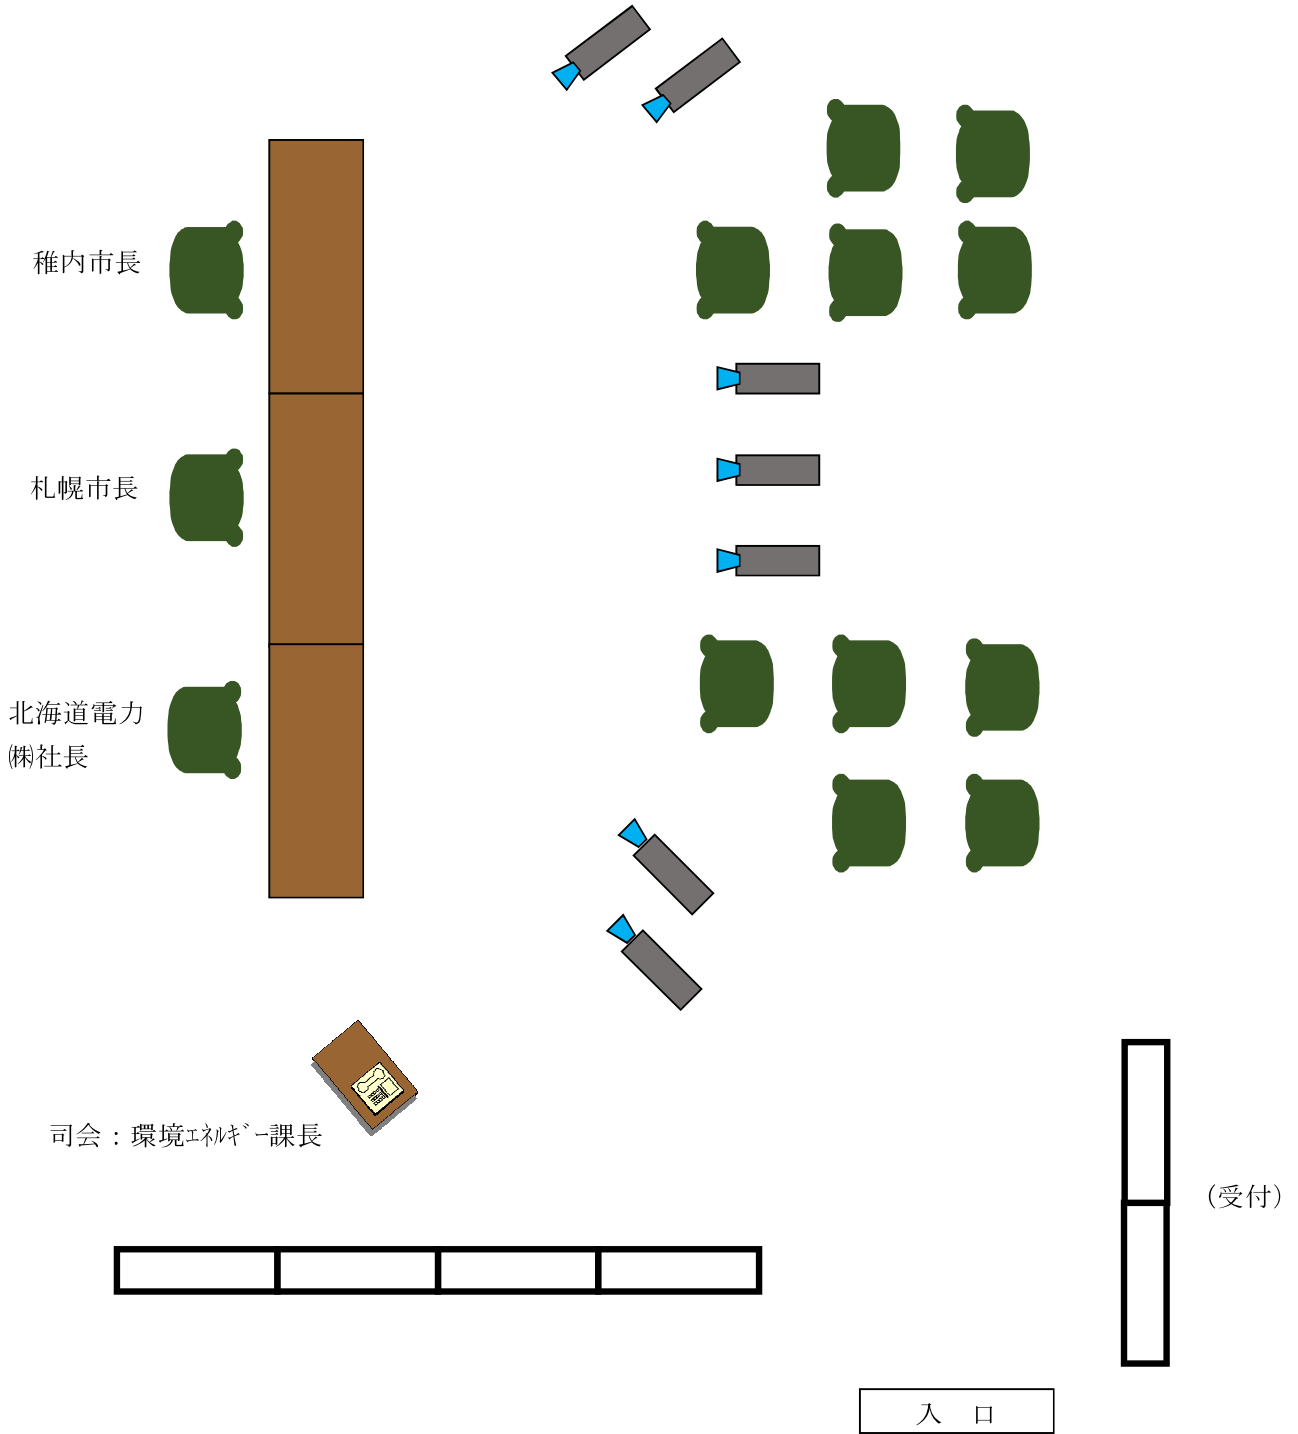 稚内市長
札幌市長
北海道電力
㈱社長
司会：環境ｴﾈﾙｷﾞｰ課長
（受付）
入　口